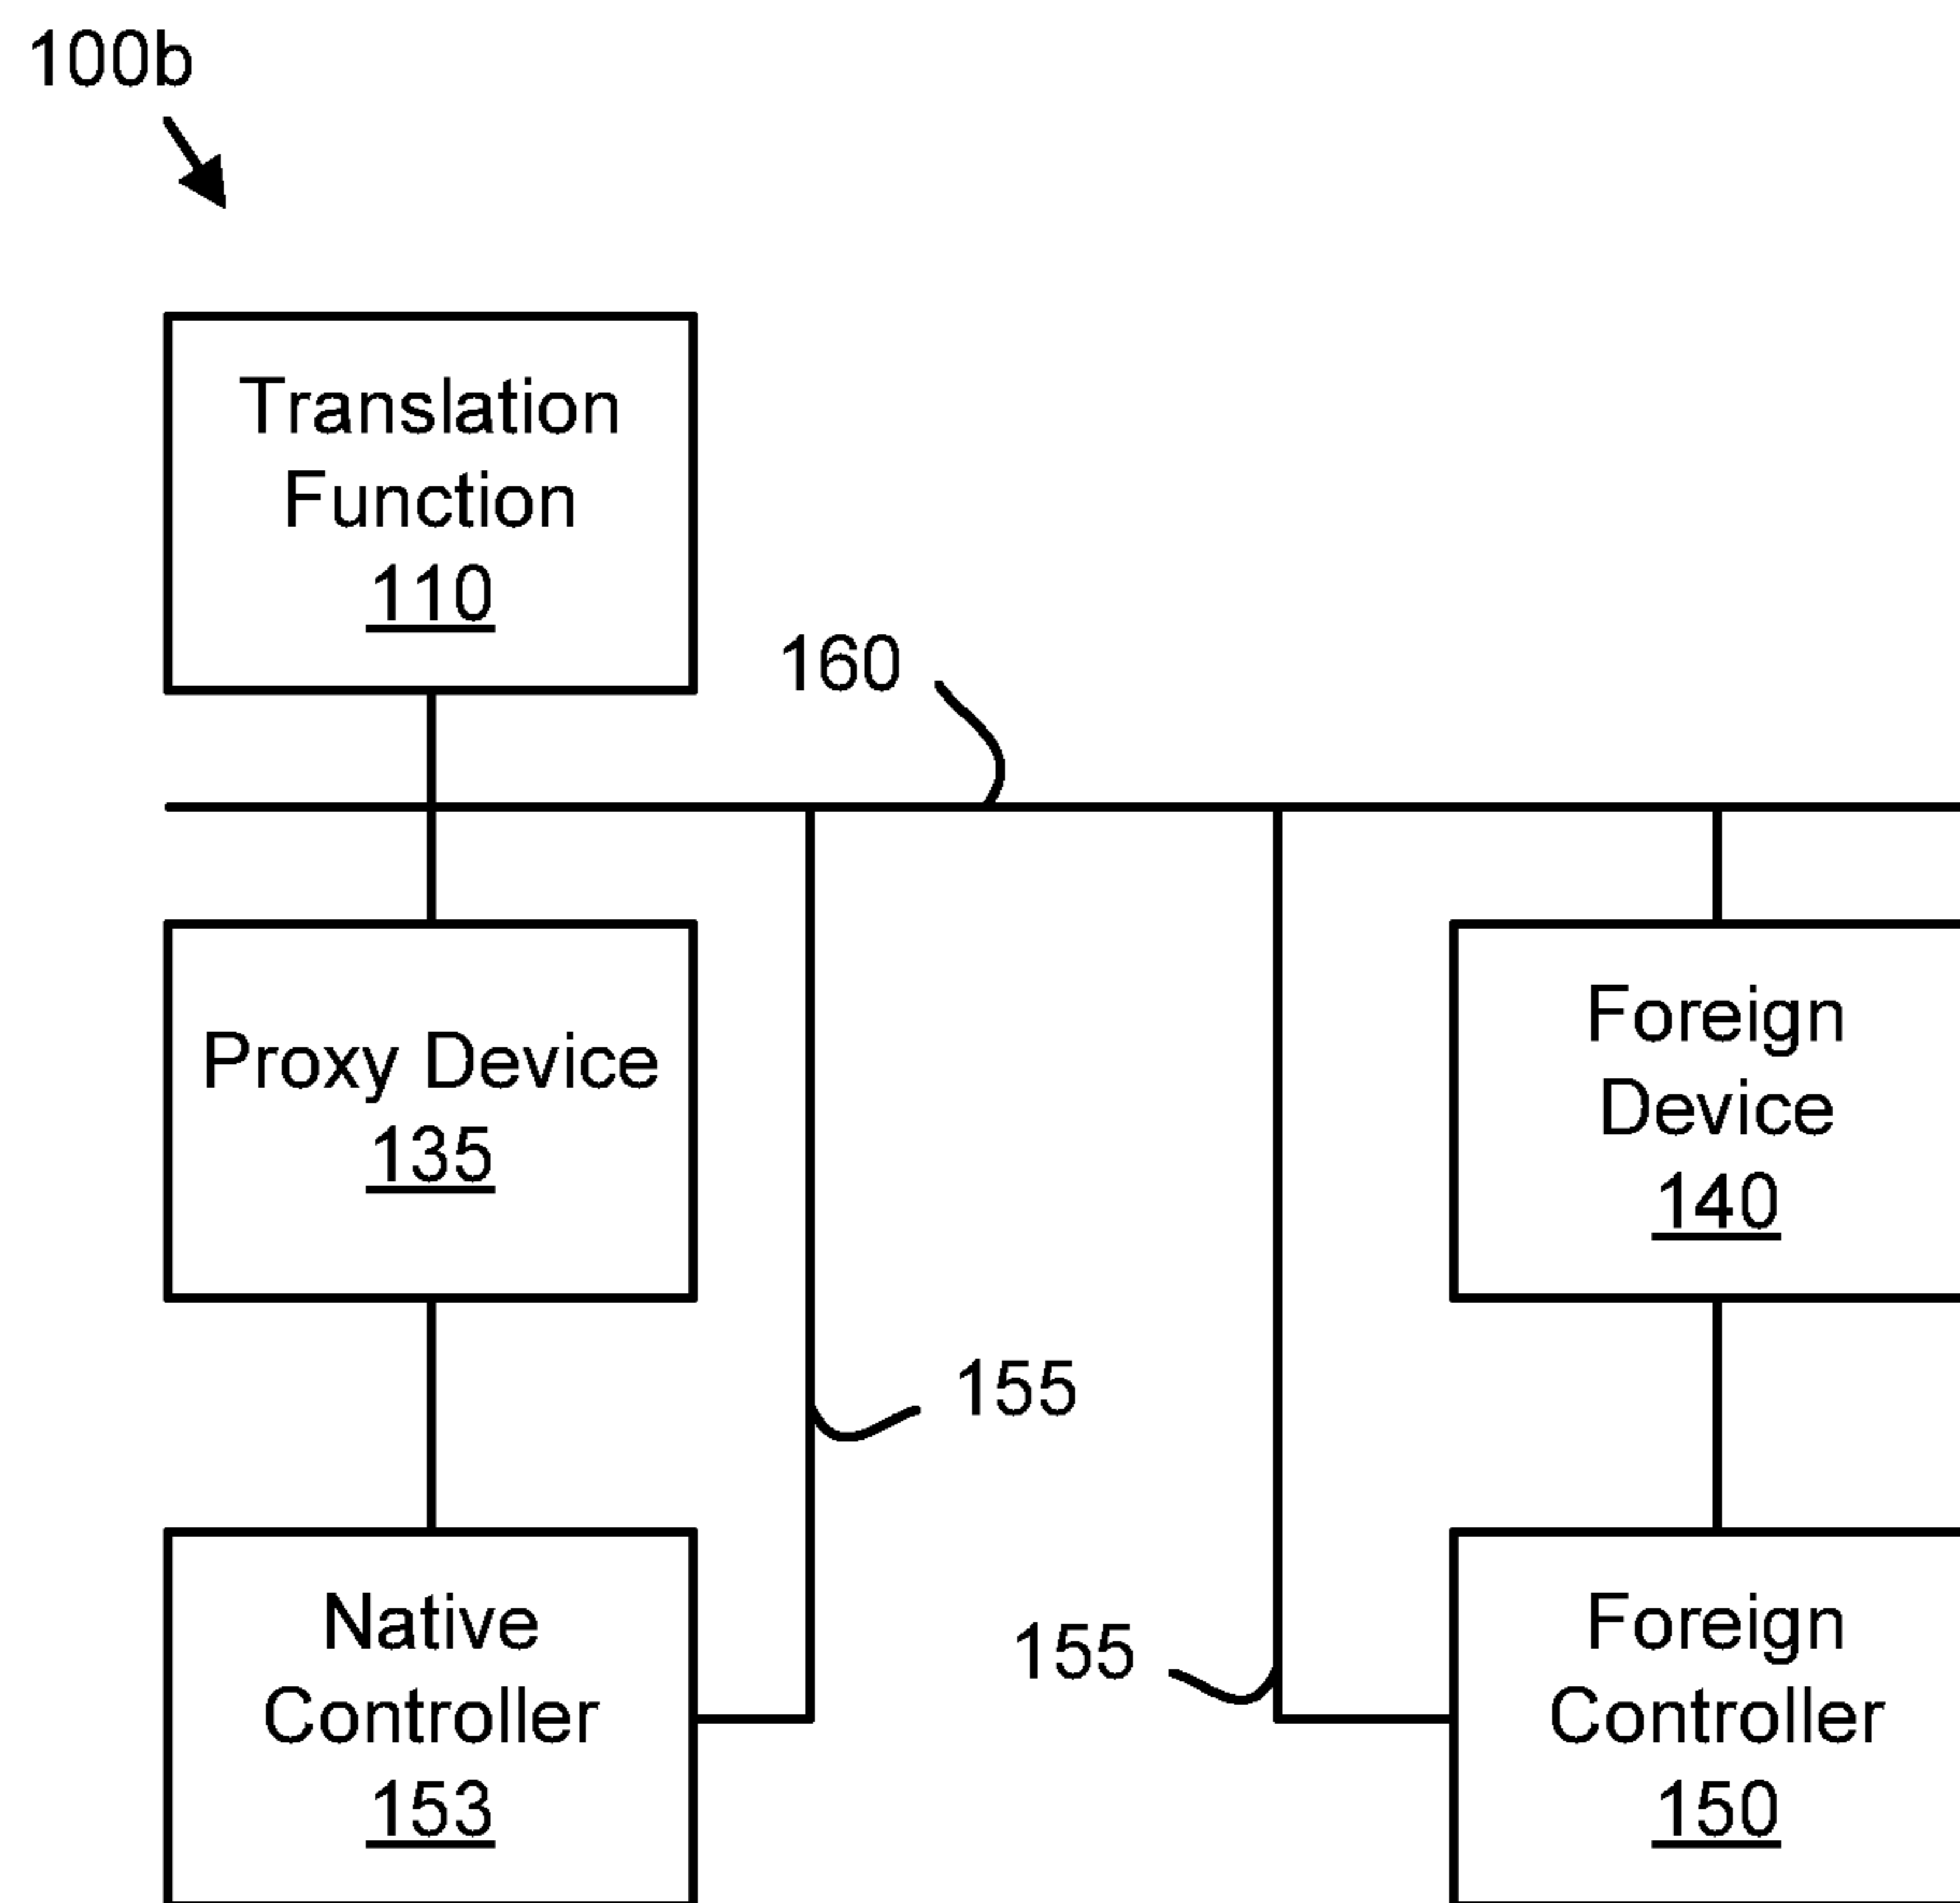 100b
Translation
Function
110
160
Proxy Device
135
Foreign
Device
140
155
Native
Controller
153
155
Foreign
Controller
150